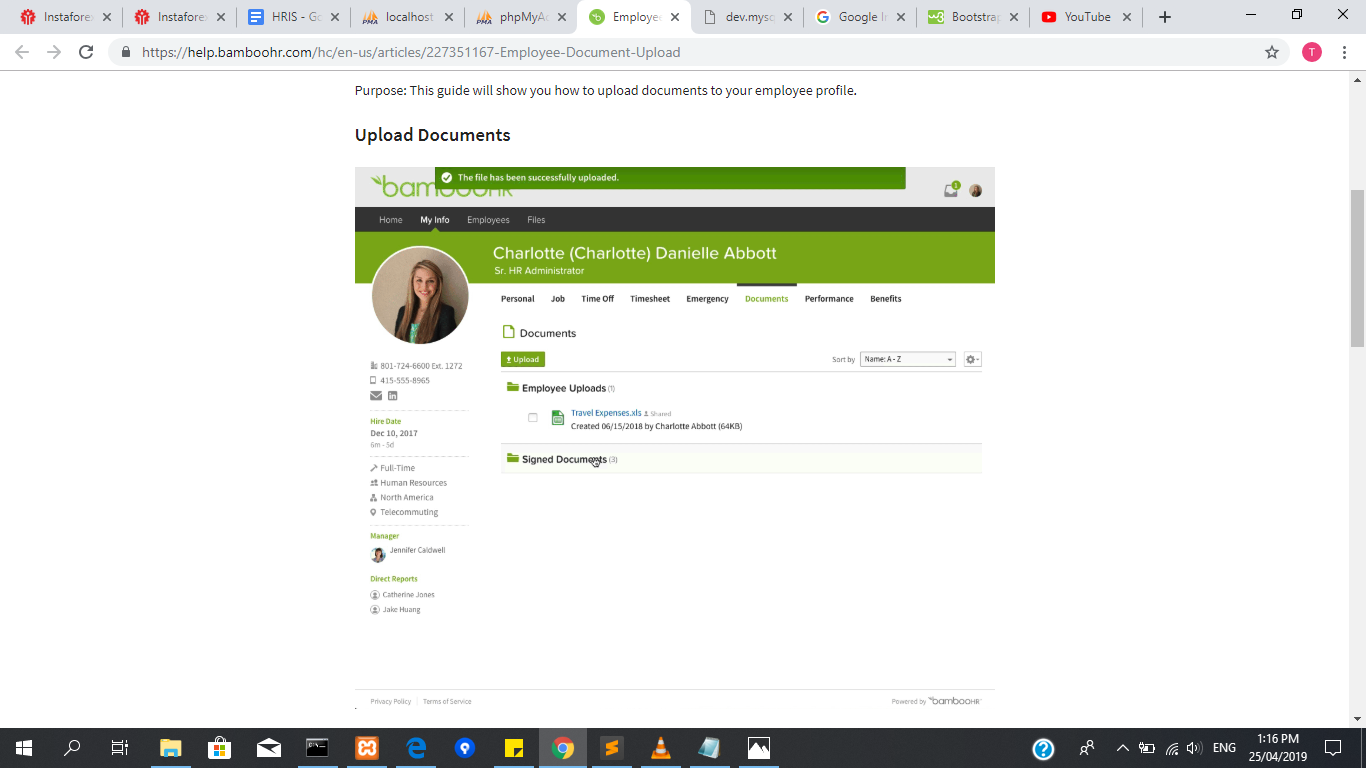 Instafore
Instafore
HRIS - Go
localhost
phpMyAd
Employee
dev.mysq
Google In
Bootstrap
YouTube
https://help.bamboohr.com/hc/en-us/articles/227351167-Employee-Document-Upload
T
Purpose: This guide will show you how to upload documents to your employee profile.
Upload Documents
bambooHR
The file has been successfully uploaded.
1
Home My Info Employees Files
Charlotte (Charlotte) Danielle Abbott
Sr. HR Administrator
Personal Job Time Off Timesheet Emergency Documents Performance Benefits
Documents
Upload
Sort by Name: A - Z
801-724-6600 Ext. 1272
415-555-8965
Hire Date
Dec 10, 2017
6m - 5d
Full-Time
Human Resources
North America
Telecommuting
Manager
Jennifer Caldwell
Direct Reports
Catherine Jones
Jake Huang
Employee Uploads (1)
Travel Expenses.xls Shared
Created 06/15/2018 by Charlotte Abbott (64KB)
Signed Documents (3)
Privacy Policy Terms of Service
Powered by bambooHR
ENG
1:16 PM
25/04/2019